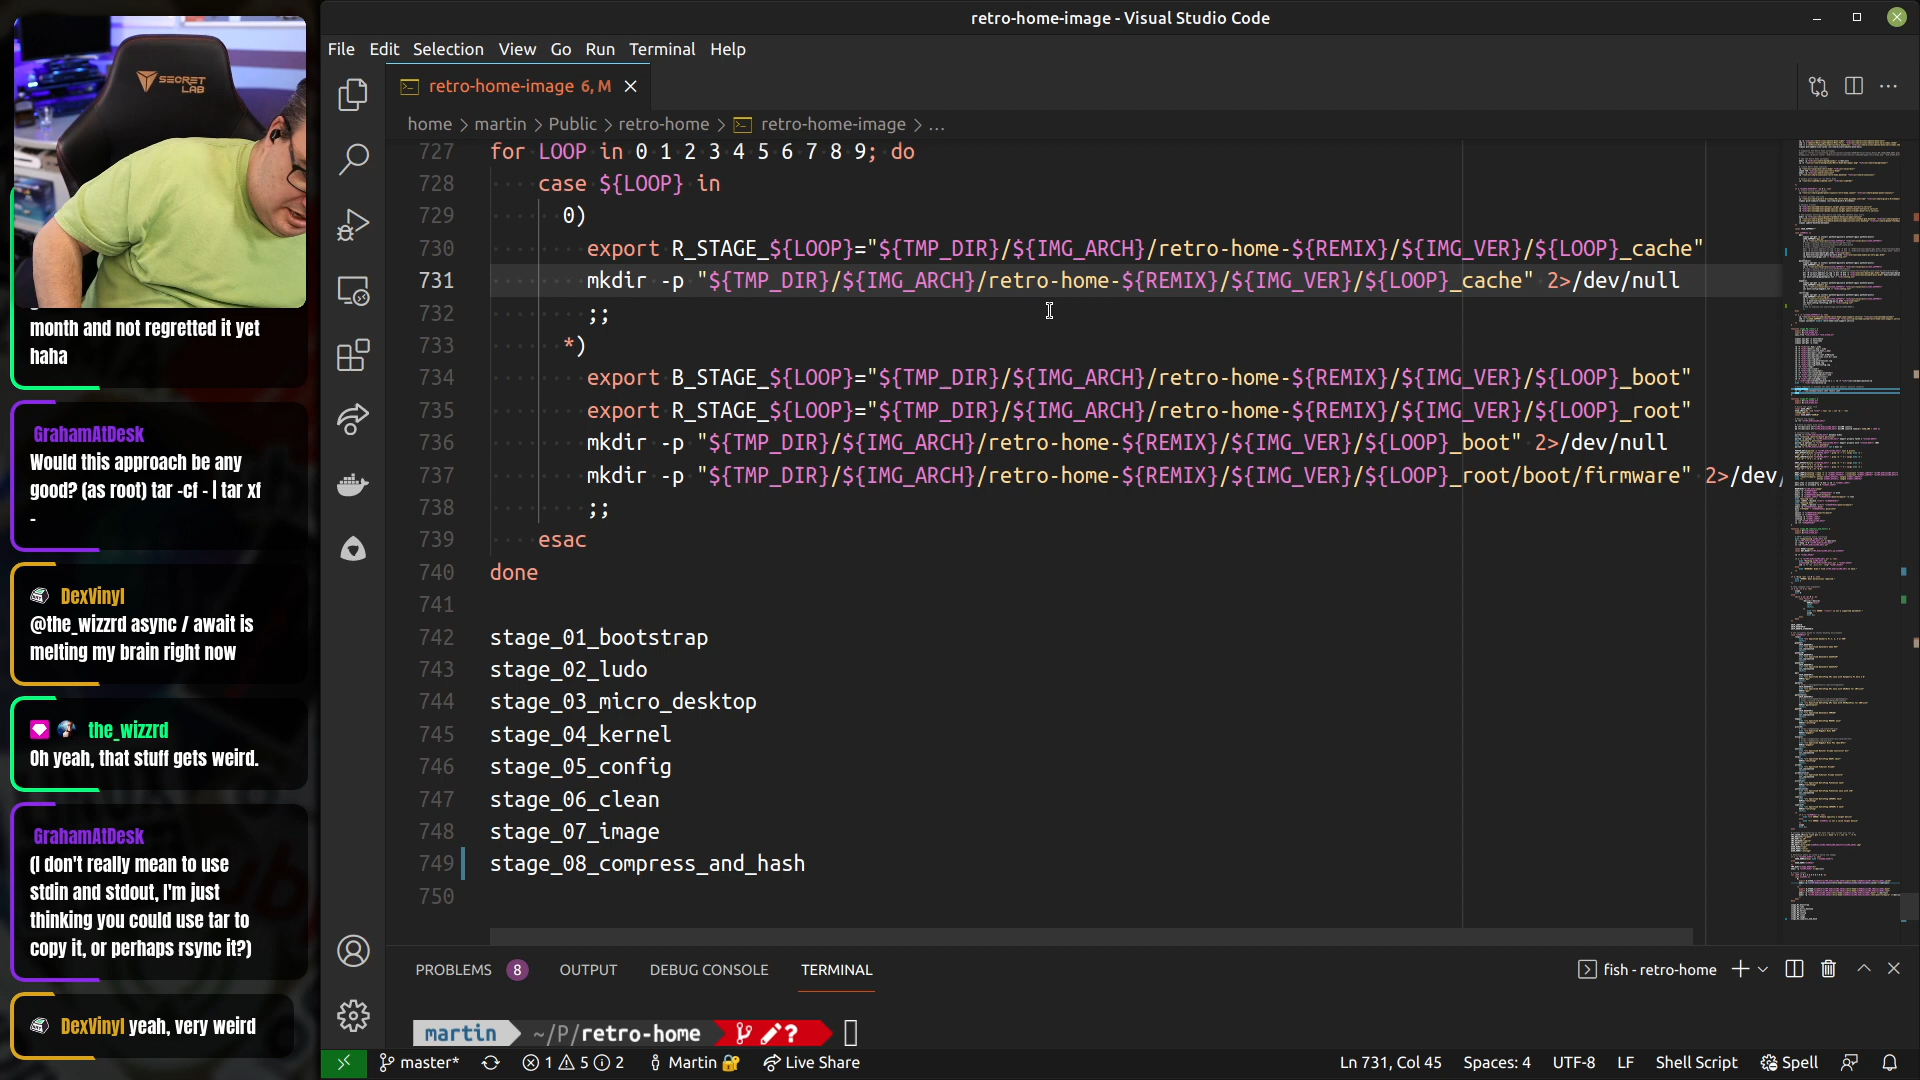 SECRET
LAB
month and not regretted it yet
haha
GrahamAtDesk
Would this approach be any
good? (as root) tar -cf - | tar xf
-
DexVinyl
@the_wizzrd async / await is
melting my brain right now
the_wizzrd
Oh yeah, that stuff gets weird.
GrahamAtDesk
(I don't really mean to use
stdin and stdout, I'm just
thinking you could use tar to
copy it, or perhaps rsync it?)
DexVinyl yeah, very weird
retro-home-image - Visual Studio Code
File Edit Selection View Go Run Terminal Help
retro-home-image 6, M
home > martin > Public > retro-home > retro-home-image > ...
727 for LOOP in 0 1 2 3 4 5 6 7 8 9; do
728 case ${LOOP} in
729 0)
730 export R_STAGE_${LOOP}="${TMP_DIR}/${IMG_ARCH}/retro-home-${REMIX}/${IMG_VER}/${LOOP}_cache"
731 mkdir -p "${TMP_DIR}/${IMG_ARCH}/retro-home-${REMIX}/${IMG_VER}/${LOOP}_cache" 2>/dev/null
732 ;;
733 *)
734 export B_STAGE_${LOOP}="${TMP_DIR}/${IMG_ARCH}/retro-home-${REMIX}/${IMG_VER}/${LOOP}_boot"
735 export R_STAGE_${LOOP}="${TMP_DIR}/${IMG_ARCH}/retro-home-${REMIX}/${IMG_VER}/${LOOP}_root"
736 mkdir -p "${TMP_DIR}/${IMG_ARCH}/retro-home-${REMIX}/${IMG_VER}/${LOOP}_boot" 2>/dev/null
737 mkdir -p "${TMP_DIR}/${IMG_ARCH}/retro-home-${REMIX}/${IMG_VER}/${LOOP}_root/boot/firmware" 2>/dev/
738 ;;
739 esac
740 done
741
742 stage_01_bootstrap
743 stage_02_ludo
744 stage_03_micro_desktop
745 stage_04_kernel
746 stage_05_config
747 stage_06_clean
748 stage_07_image
749 stage_08_compress_and_hash
750
PROBLEMS 8 OUTPUT DEBUG CONSOLE TERMINAL
fish - retro-home
martin ~/P/retro-home ?
master* 1 5 2 Martin Live Share
Ln 731, Col 45 Spaces: 4 UTF-8 LF Shell Script Spell